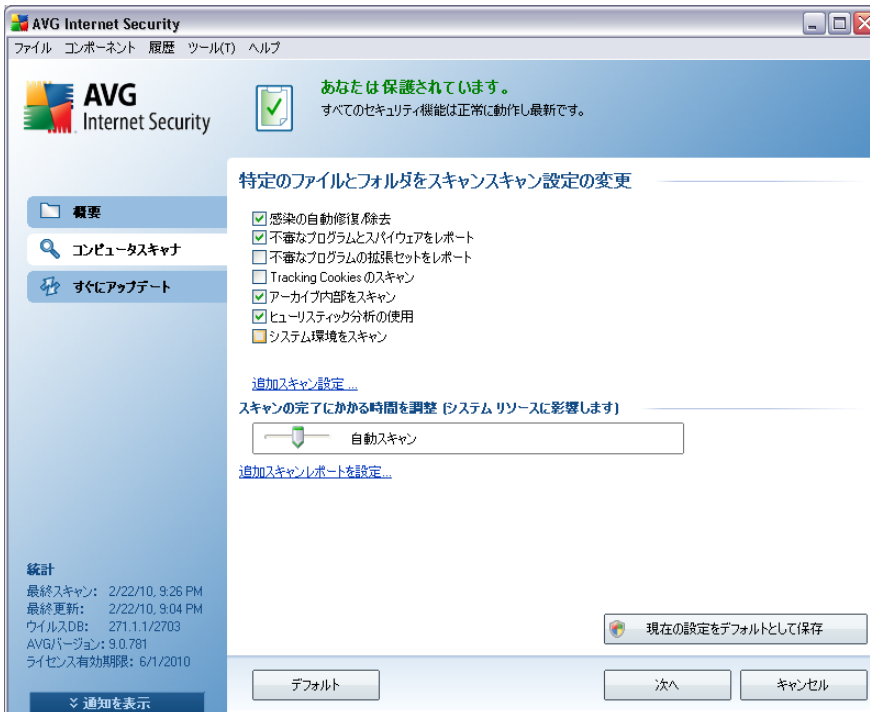 AVG Internet Security
ファイル コンポーネント 履歴 ツール(T) ヘルプ
AVG
Internet Security
あなたは保護されています。
すべてのセキュリティ機能は正常に動作し最新です。
概要
コンピュータスキャナ
すぐにアップデート
特定のファイルとフォルダをスキャンスキャン設定の変更
感染の自動修復/除去
不審なプログラムとスパイウェアをレポート
不審なプログラムの拡張セットをレポート
Tracking Cookies のスキャン
アーカイブ内部をスキャン
ヒューリスティック分析の使用
システム環境をスキャン
追加スキャン設定 ...
スキャンの完了にかかる時間を調整 (システム リソースに影響します)
自動スキャン
追加スキャンレポートを設定...
統計
最終スキャン: 2/22/10, 9:26 PM
最終更新: 2/22/10, 9:04 PM
ウイルスDB: 271.1.1/2703
AVGバージョン: 9.0.781
ライセンス有効期限: 6/1/2010
通知を表示
現在の設定をデフォルトとして保存
デフォルト
次へ
キャンセル